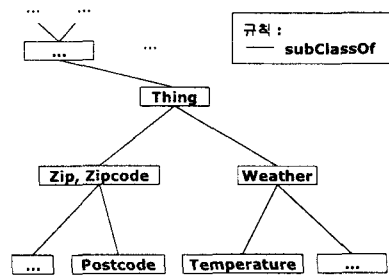 ... ...
규칙 :
subClassOf
... ...
Thing
Zip, Zipcode Weather
... Postcode Temperature ...